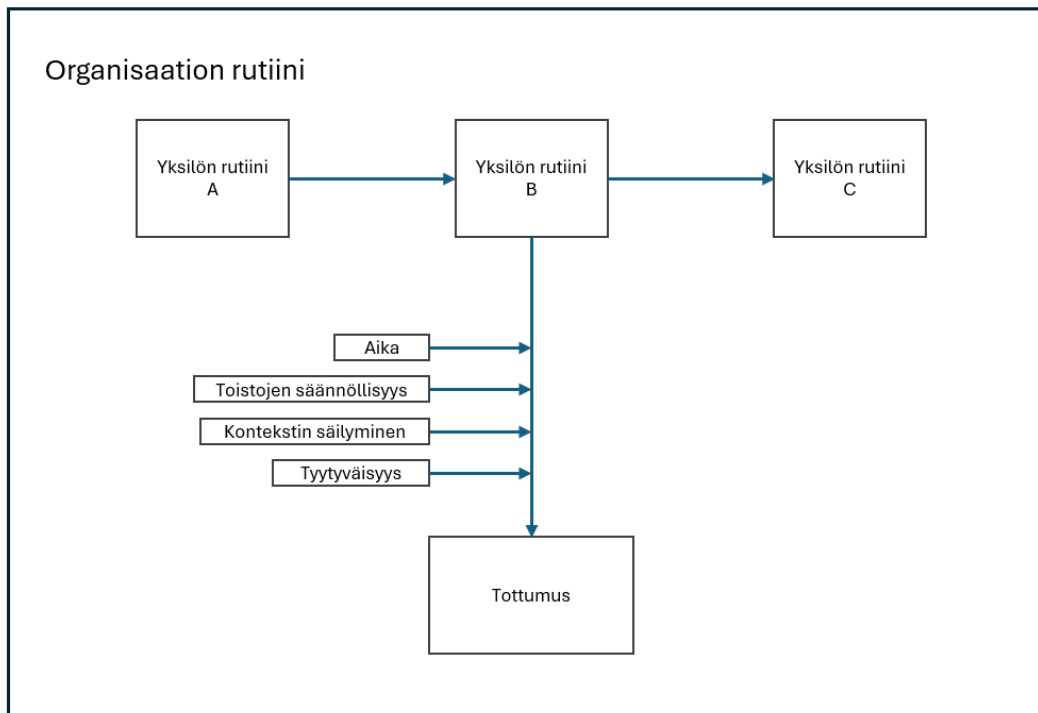 Organisaation rutiini
Yksilön rutiini
A
Yksilön rutiini
B
Yksilön rutiini
C
Aika
Toistojen säännöllisyys
Kontekstin säilyminen
Tyytyväisyys
Tottumus